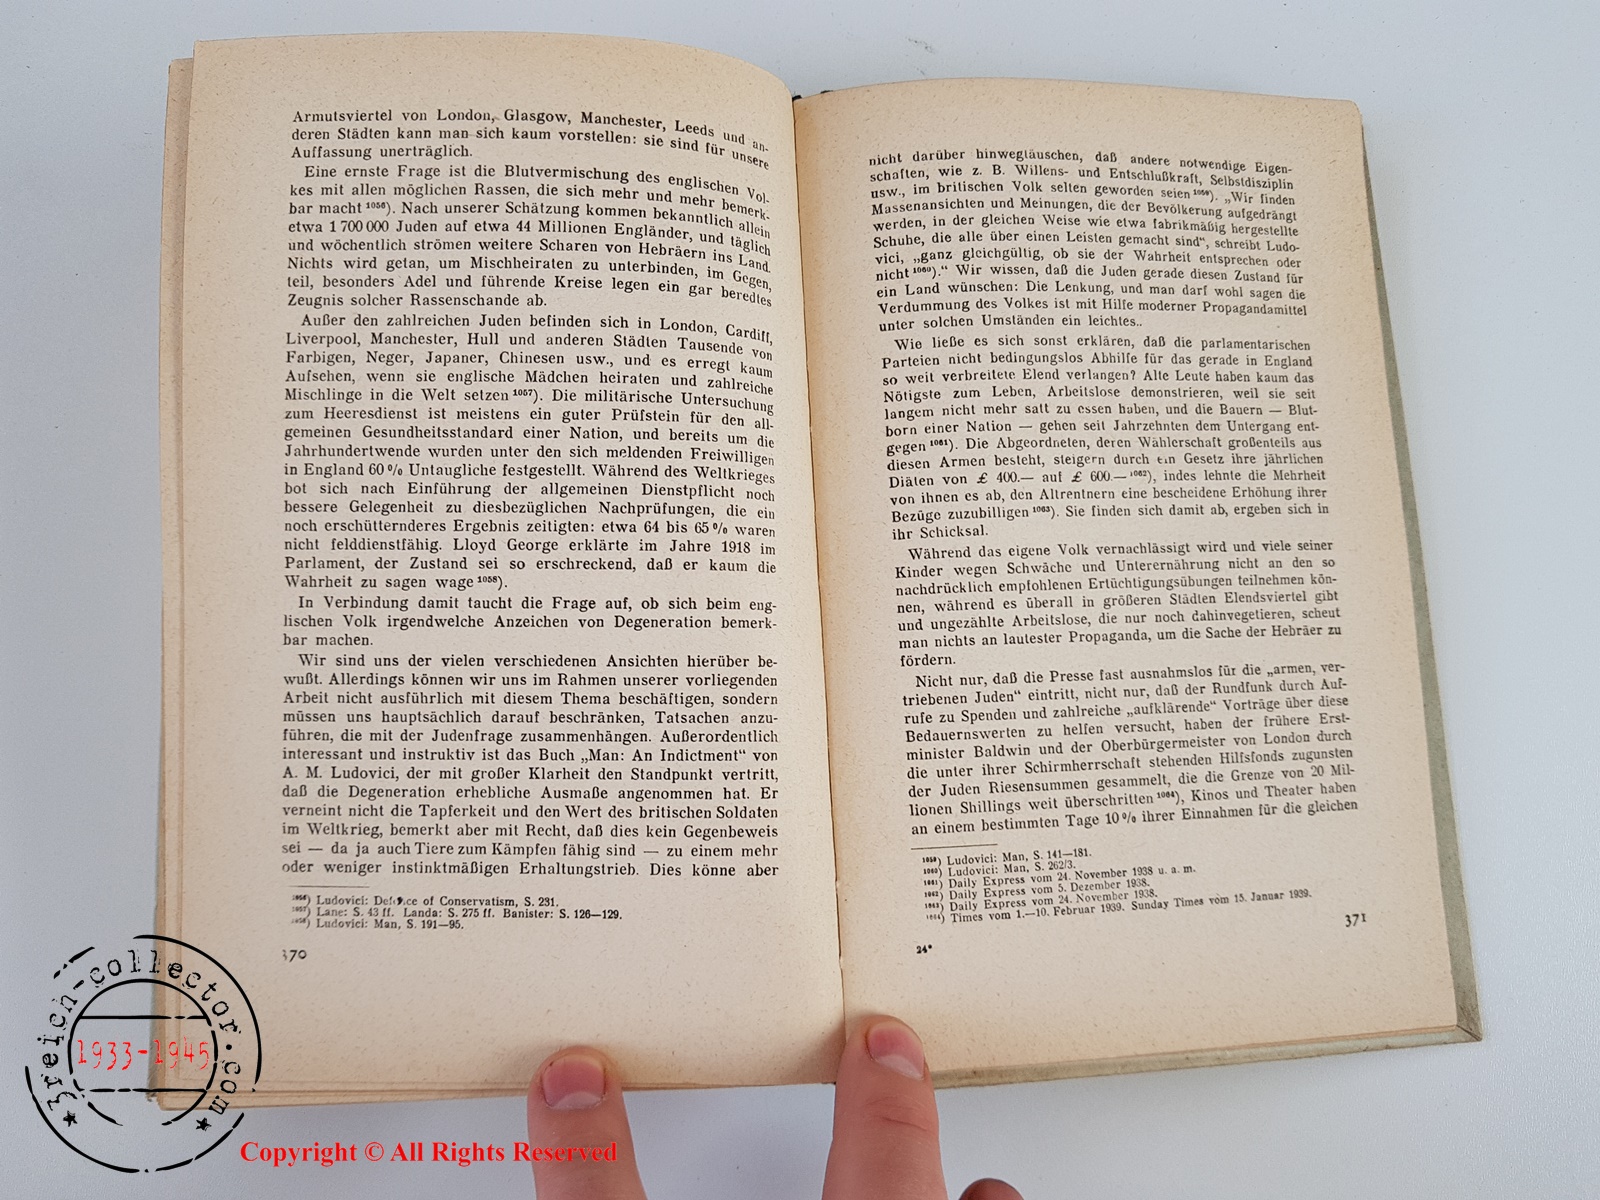 Armutsviertel von London, Glasgow, Manchester, Leeds und an-
deren Städten kann man sich kaum vorstellen: sie sind für unsere
Auffassung unerträglich.
Eine ernste Frage ist die Blutvermischung des englischen Vol-
kes mit allen möglichen Rassen, die sich mehr und mehr bemerk-
bar macht ¹⁰⁵⁶). Nach unserer Schätzung kommen bekanntlich allein
etwa 1 700 000 Juden auf etwa 44 Millionen Engländer, und täglich
und wöchentlich strömen weitere Scharen von Hebräern ins Land.
Nichts wird getan, um Mischheiraten zu unterbinden, im Gegen,
teil, besonders Adel und führende Kreise legen ein gar beredtes
Zeugnis solcher Rassenschande ab.
Außer den zahlreichen Juden befinden sich in London, Cardiff,
Liverpool, Manchester, Hull und anderen Städten Tausende von
Farbigen, Neger, Japaner, Chinesen usw., und es erregt kaum
Aufsehen, wenn sie englische Mädchen heiraten und zahlreiche
Mischlinge in die Welt setzen ¹⁰⁵⁷). Die militärische Untersuchung
zum Heeresdienst ist meistens ein guter Prüfstein für den all-
gemeinen Gesundheitsstandard einer Nation, und bereits um die
Jahrhundertwende wurden unter den sich meldenden Freiwilligen
in England 60% Untaugliche festgestellt. Während des Weltkrieges
bot sich nach Einführung der allgemeinen Dienstpflicht noch
bessere Gelegenheit zu diesbezüglichen Nachprüfungen, die ein
noch erschütternderes Ergebnis zeitigten: etwa 64 bis 65% waren
nicht felddienstfähig. Lloyd George erklärte im Jahre 1918 im
Parlament, der Zustand sei so erschreckend, daß er kaum die
Wahrheit zu sagen wage ¹⁰⁵⁸).
In Verbindung damit taucht die Frage auf, ob sich beim eng-
lischen Volk irgendwelche Anzeichen von Degeneration bemerk-
bar machen.
Wir sind uns der vielen verschiedenen Ansichten hierüber be-
wußt. Allerdings können wir uns im Rahmen unserer vorliegenden
Arbeit nicht ausführlich mit diesem Thema beschäftigen, sondern
müssen uns hauptsächlich darauf beschränken, Tatsachen anzu-
führen, die mit der Judenfrage zusammenhängen. Außerordentlich
interessant und instruktiv ist das Buch „Man: An Indictment“ von
A. M. Ludovici, der mit großer Klarheit den Standpunkt vertritt,
daß die Degeneration erhebliche Ausmaße angenommen hat. Er
verneint nicht die Tapferkeit und den Wert des britischen Soldaten
im Weltkrieg, bemerkt aber mit Recht, daß dies kein Gegenbeweis
sei — da ja auch Tiere zum Kämpfen fähig sind — zu einem mehr
oder weniger instinktmäßigen Erhaltungstrieb. Dies könne aber
¹⁰⁵⁶) Ludovici: Defence of Conservatism, S. 231.
¹⁰⁵⁷) Lane: S. 43 ff. Landa: S. 275 ff. Banister: S. 126—129.
¹⁰⁵⁸) Ludovici: Man, S. 191—95.
370
nicht darüber hinwegtäuschen, daß andere notwendige Eigen-
schaften, wie z. B. Willens- und Entschlußkraft, Selbstdisziplin
usw., im britischen Volk selten geworden seien ¹⁰⁵⁹). „Wir finden
Massenansichten und Meinungen, die der Bevölkerung aufgedrängt
werden, in der gleichen Weise wie etwa fabrikmäßig hergestellte
Schuhe, die alle über einen Leisten gemacht sind“, schreibt Ludo-
vici, „ganz gleichgültig, ob sie der Wahrheit entsprechen oder
nicht ¹⁰⁶⁰).“ Wir wissen, daß die Juden gerade diesen Zustand für
ein Land wünschen: Die Lenkung, und man darf wohl sagen die
Verdummung des Volkes ist mit Hilfe moderner Propagandamittel
unter solchen Umständen ein leichtes..
Wie ließe es sich sonst erklären, daß die parlamentarischen
Parteien nicht bedingungslos Abhilfe für das gerade in England
so weit verbreitete Elend verlangen? Alte Leute haben kaum das
Nötigste zum Leben, Arbeitslose demonstrieren, weil sie seit
langem nicht mehr satt zu essen haben, und die Bauern — Blut-
born einer Nation — gehen seit Jahrzehnten dem Untergang ent-
gegen ¹⁰⁶¹). Die Abgeordneten, deren Wählerschaft großenteils aus
diesen Armen besteht, steigern durch ein Gesetz ihre jährlichen
Diäten von £ 400.— auf £ 600.— ¹⁰⁶²), indes lehnte die Mehrheit
von ihnen es ab, den Altrentnern eine bescheidene Erhöhung ihrer
Bezüge zuzubilligen ¹⁰⁶³). Sie finden sich damit ab, ergeben sich in
ihr Schicksal.
Während das eigene Volk vernachlässigt wird und viele seiner
Kinder wegen Schwäche und Unterernährung nicht an den so
nachdrücklich empfohlenen Ertüchtigungsübungen teilnehmen kön-
nen, während es überall in größeren Städten Elendsviertel gibt
und ungezählte Arbeitslose, die nur noch dahinvegetieren, scheut
man nichts an lautester Propaganda, um die Sache der Hebräer zu
fördern.
Nicht nur, daß die Presse fast ausnahmslos für die „armen, ver-
triebenen Juden“ eintritt, nicht nur, daß der Rundfunk durch Auf-
rufe zu Spenden und zahlreiche „aufklärende“ Vorträge über diese
Bedauernswerten zu helfen versucht, haben der frühere Erst-
minister Baldwin und der Oberbürgermeister von London durch
die unter ihrer Schirmherrschaft stehenden Hilfsfonds zugunsten
der Juden Riesensummen gesammelt, die die Grenze von 20 Mil-
lionen Shillings weit überschritten ¹⁰⁶⁴), Kinos und Theater haben
an einem bestimmten Tage 10% ihrer Einnahmen für die gleichen
¹⁰⁵⁹) Ludovici: Man, S. 141—181.
¹⁰⁶⁰) Ludovici: Man, S. 262/3.
¹⁰⁶¹) Daily Express vom 24. November 1938 u. a. m.
¹⁰⁶²) Daily Express vom 5. Dezember 1938.
¹⁰⁶³) Daily Express vom 24. November 1938.
¹⁰⁶⁴) Times vom 1.—10. Februar 1939. Sunday Times vom 15. Januar 1939.
24*
371
3reich-collector.com
1933-1945
Copyright © All Rights Reserved